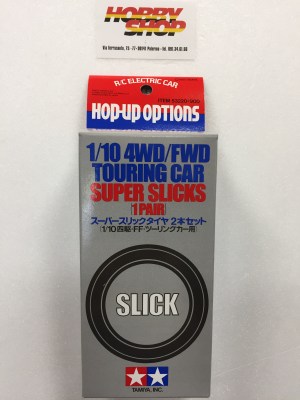 HOBBY
SHOP
R/C ELECTRIC CAR
HOP-UP OPTIONS
1/10 4WD/FWD
TOURING CAR
SUPER SLICKS
(1 PAIR)
スーパースリックタイヤ 2本セット
(1/10四駆・FF・ツーリングカー用)
SLICK
TAMIYA, INC.